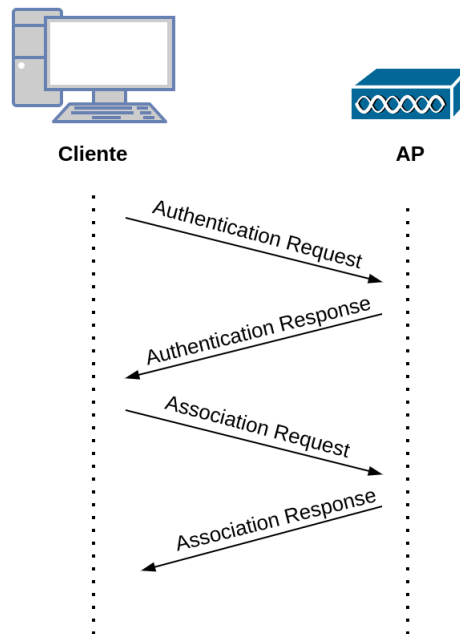 Cliente
AP
Authentication Request
Authentication Response
Association Request
Association Response